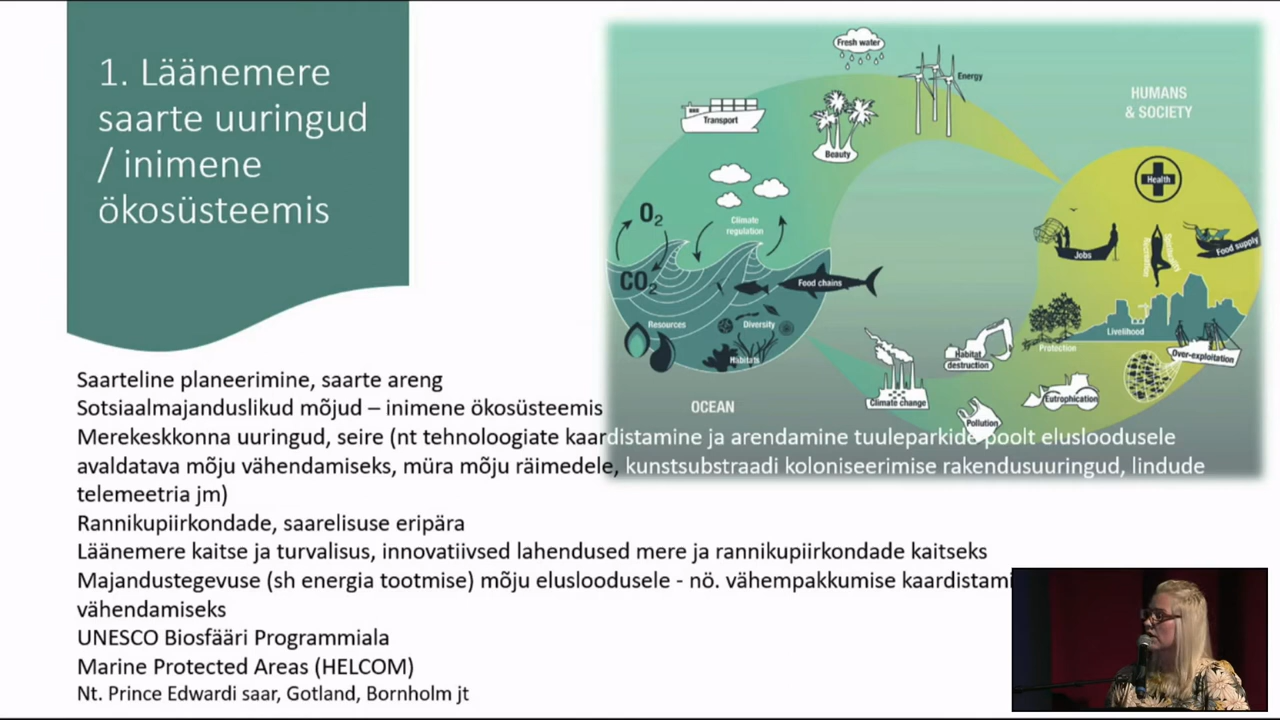 1. Läänemere
saarte uuringud
/ inimene
ökosüsteemis
Fresh water
Energy
HUMANS
& SOCIETY
Transport
Beauty
Health
O₂
Climate
regulation
Jobs
Food supply
CO₂
Food chains
Resources
Diversity
Livelihood
Protection
Habitats
Habitat
destruction
Over-exploitation
Climate change
Eutrophication
OCEAN
Pollution
Saarteline planeerimine, saarte areng
Sotsiaalmajanduslikud mõjud – inimene ökosüsteemis
Merekeskkonna uuringud, seire (nt tehnoloogiate kaardistamine ja arendamine tuuleparkide poolt elusloodusele
avaldatava mõju vähendamiseks, müra mõju räimedele, kunstsubstraadi koloniseerimise rakendusuuringud, lindude
telemeetria jm)
Rannikupiirkondade, saarelisuse eripära
Läänemere kaitse ja turvalisus, innovatiivsed lahendused mere ja rannikupiirkondade kaitseks
Majandustegevuse (sh energia tootmise) mõju elusloodusele - nö. vähempakkumise kaardistami
vähendamiseks
UNESCO Biosfääri Programmiala
Marine Protected Areas (HELCOM)
Nt. Prince Edwardi saar, Gotland, Bornholm jt